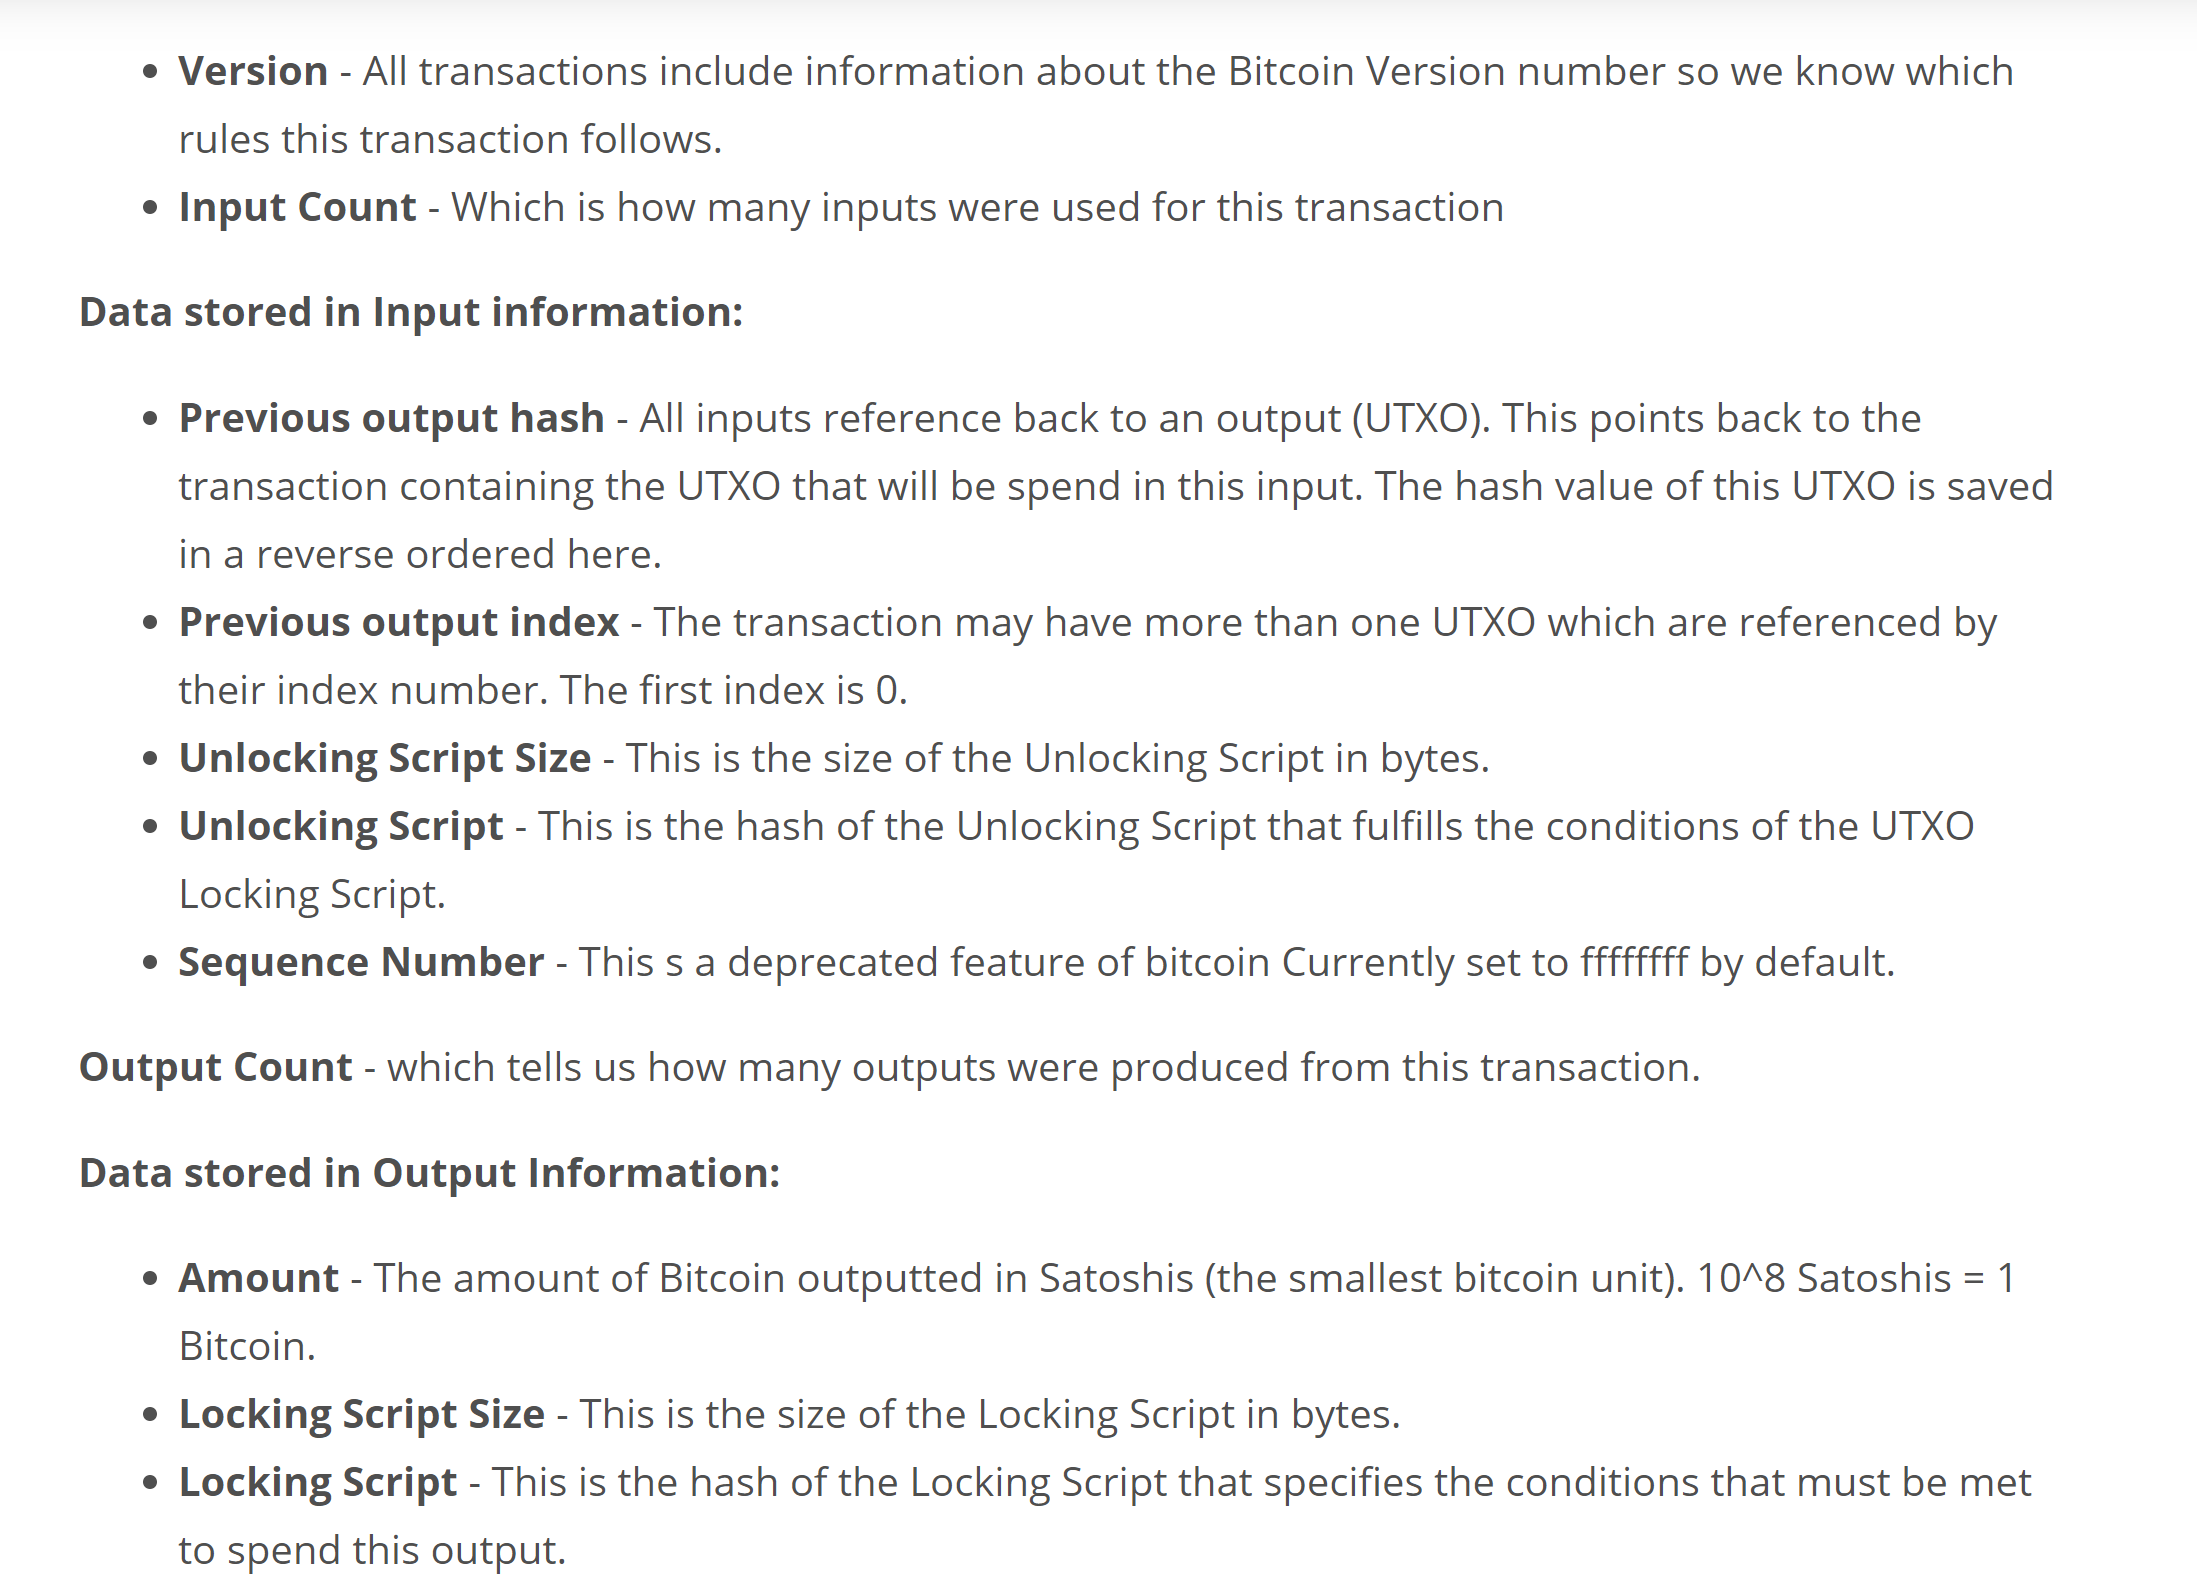 • Version - All transactions include information about the Bitcoin Version number so we know which
rules this transaction follows.
• Input Count - Which is how many inputs were used for this transaction
Data stored in Input information:
• Previous output hash - All inputs reference back to an output (UTXO). This points back to the
transaction containing the UTXO that will be spend in this input. The hash value of this UTXO is saved
in a reverse ordered here.
• Previous output index - The transaction may have more than one UTXO which are referenced by
their index number. The first index is 0.
• Unlocking Script Size - This is the size of the Unlocking Script in bytes.
• Unlocking Script - This is the hash of the Unlocking Script that fulfills the conditions of the UTXO
Locking Script.
• Sequence Number - This s a deprecated feature of bitcoin Currently set to ffffffff by default.
Output Count - which tells us how many outputs were produced from this transaction.
Data stored in Output Information:
• Amount - The amount of Bitcoin outputted in Satoshis (the smallest bitcoin unit). 10^8 Satoshis = 1
Bitcoin.
• Locking Script Size - This is the size of the Locking Script in bytes.
• Locking Script - This is the hash of the Locking Script that specifies the conditions that must be met
to spend this output.